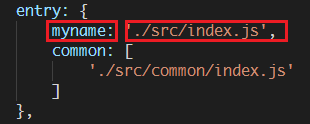 entry: {
myname: './src/index.js',
common: [
'./src/common/index.js'
]
},